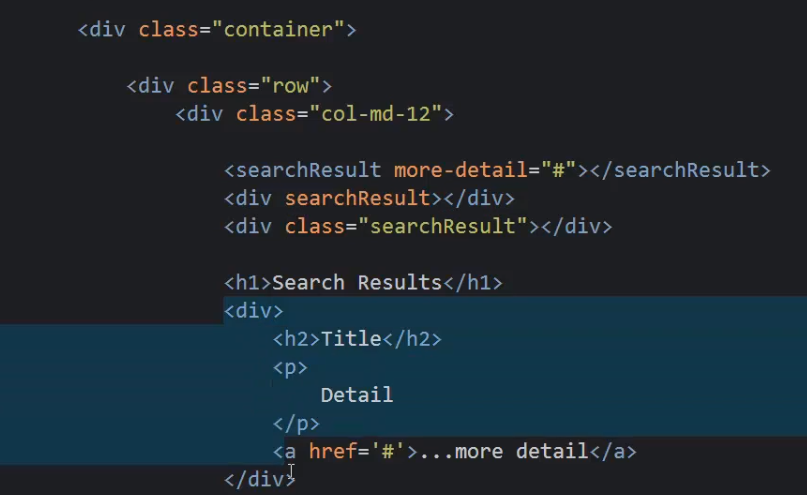 <div class="container">
<div class="row">
<div class="col-md-12">
<searchResult more-detail="#"></searchResult>
<div searchResult></div>
<div class="searchResult"></div>
<h1>Search Results</h1>
<div>
<h2>Title</h2>
<p>
Detail
</p>
<a href='#'>...more detail</a>
</div>